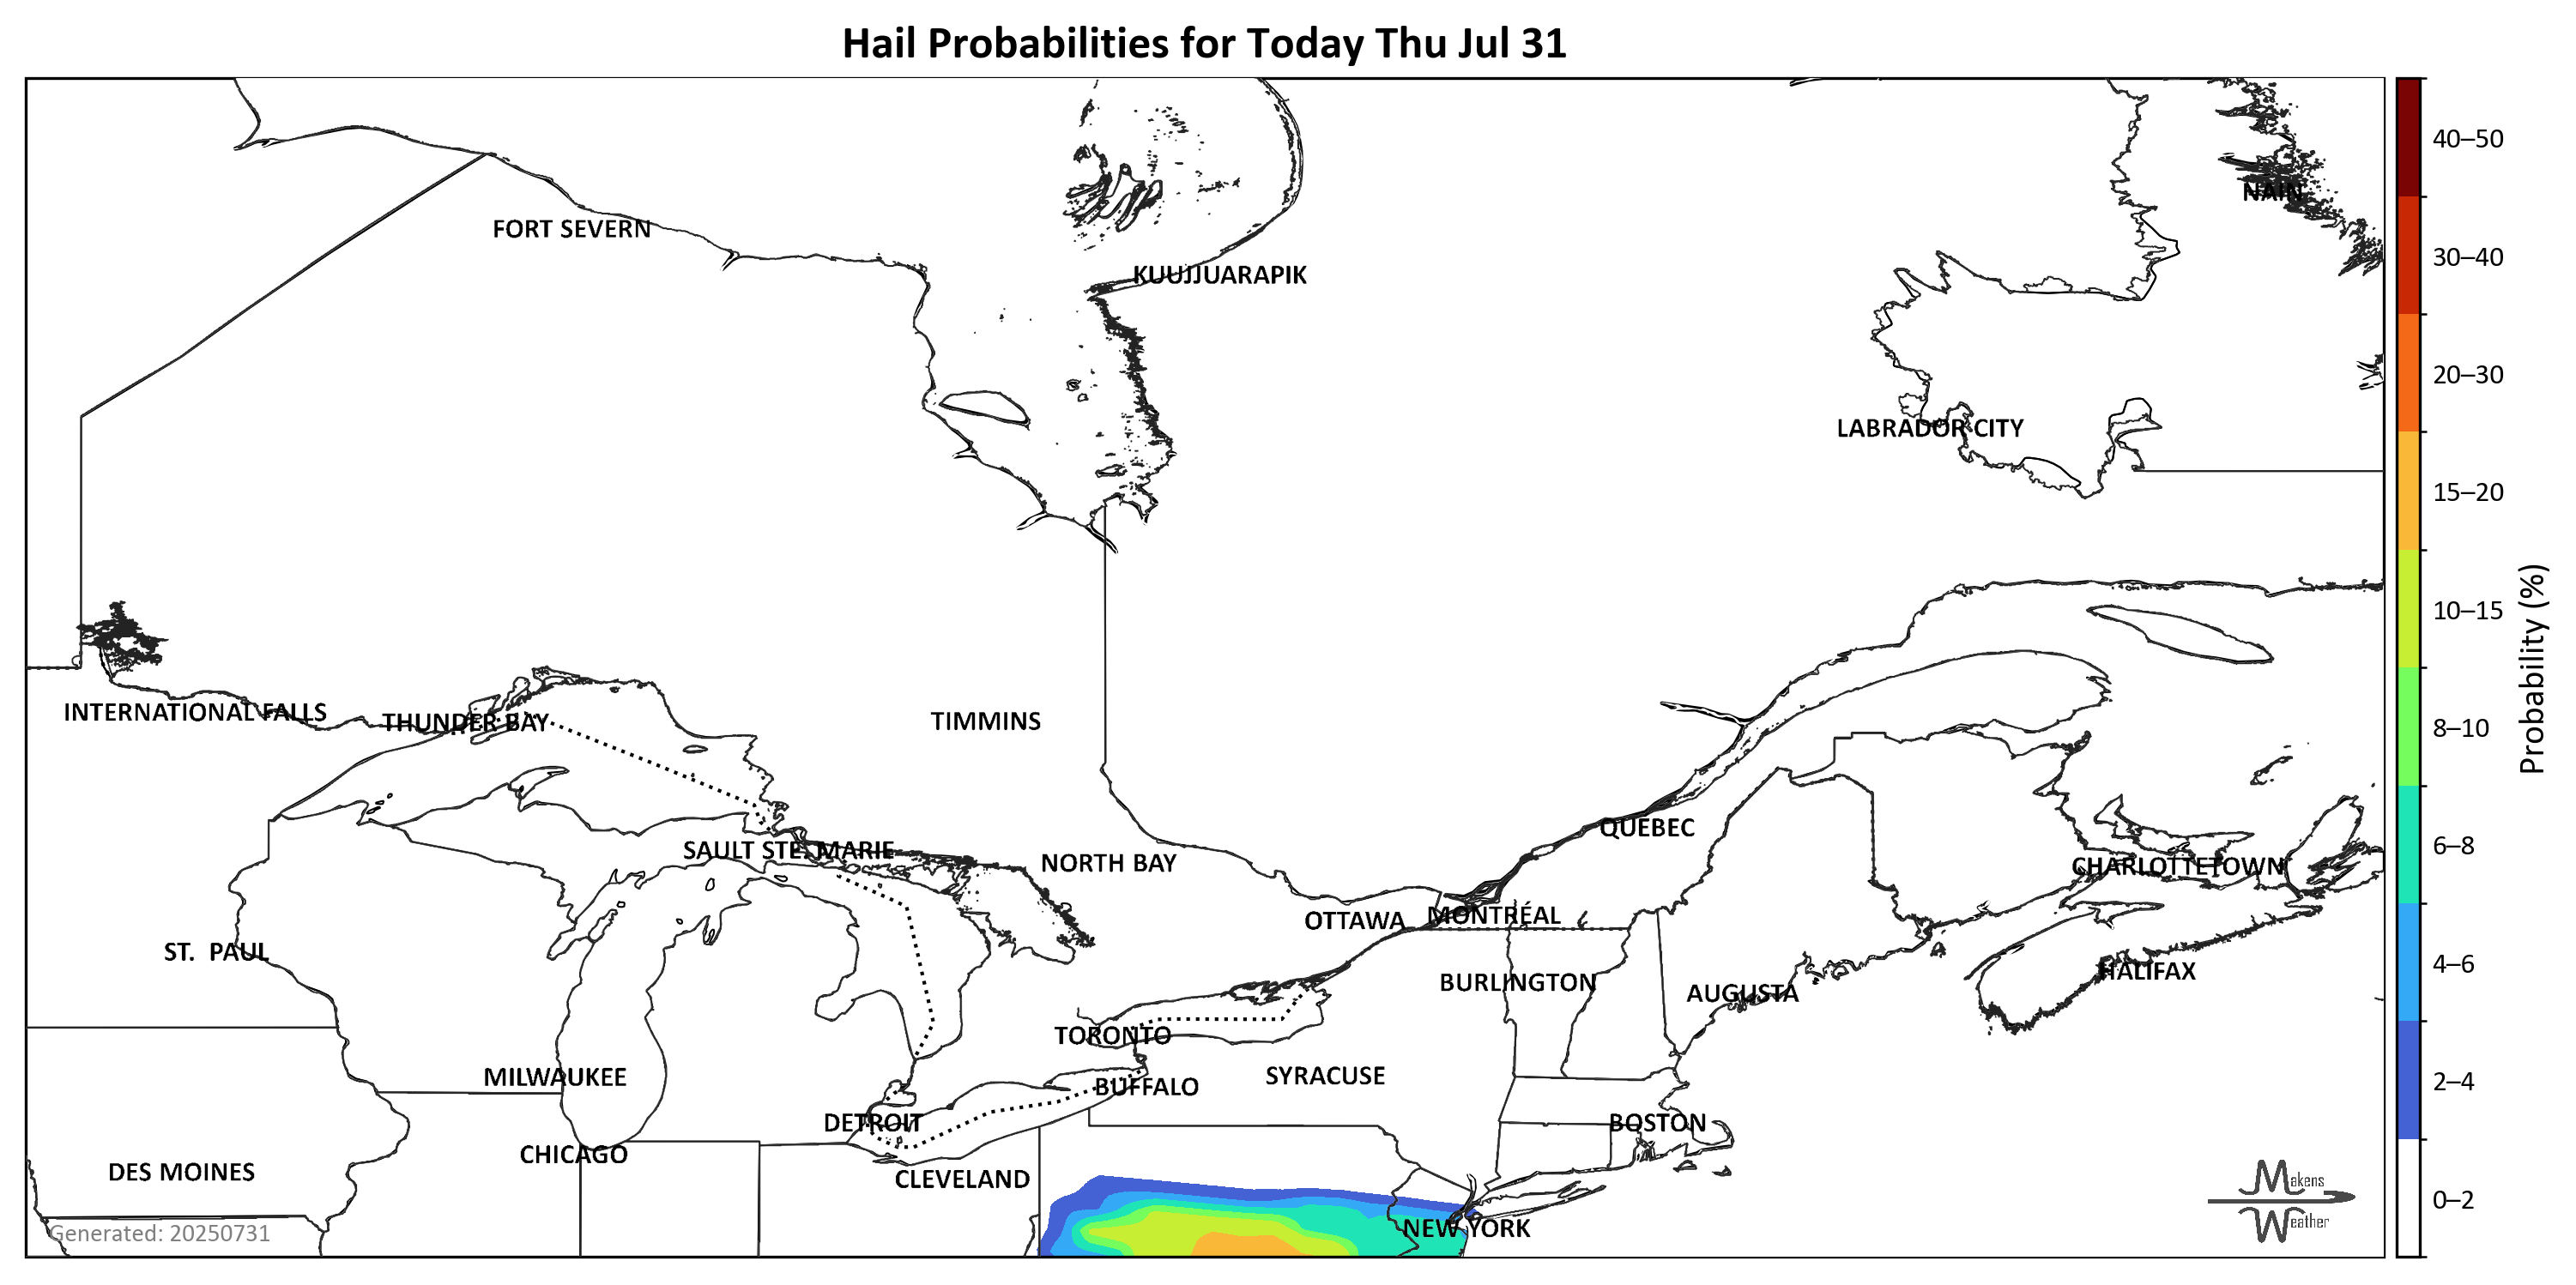 Hail Probabilities for Today Thu Jul 31
NAIN
FORT SEVERN
KUUJJUARAPIK
LABRADOR CITY
INTERNATIONAL FALLS
THUNDER BAY
TIMMINS
QUEBEC
SAULT STE. MARIE
NORTH BAY
CHARLOTTETOWN
OTTAWA
MONTRÉAL
ST. PAUL
HALIFAX
BURLINGTON
AUGUSTA
TORONTO
MILWAUKEE
BUFFALO
SYRACUSE
DETROIT
BOSTON
CHICAGO
DES MOINES
CLEVELAND
NEW YORK
Generated: 20250731
Makens
Weather
40–50
30–40
20–30
15–20
10–15
8–10
6–8
4–6
2–4
0–2
Probability (%)